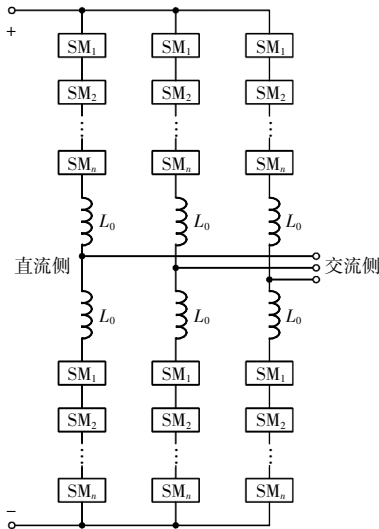 +
SM₁ SM₁ SM₁
SM₂ SM₂ SM₂
SMₙ SMₙ SMₙ
L₀ L₀ L₀
直流侧 交流侧
L₀ L₀ L₀
SM₁ SM₁ SM₁
SM₂ SM₂ SM₂
SMₙ SMₙ SMₙ
−